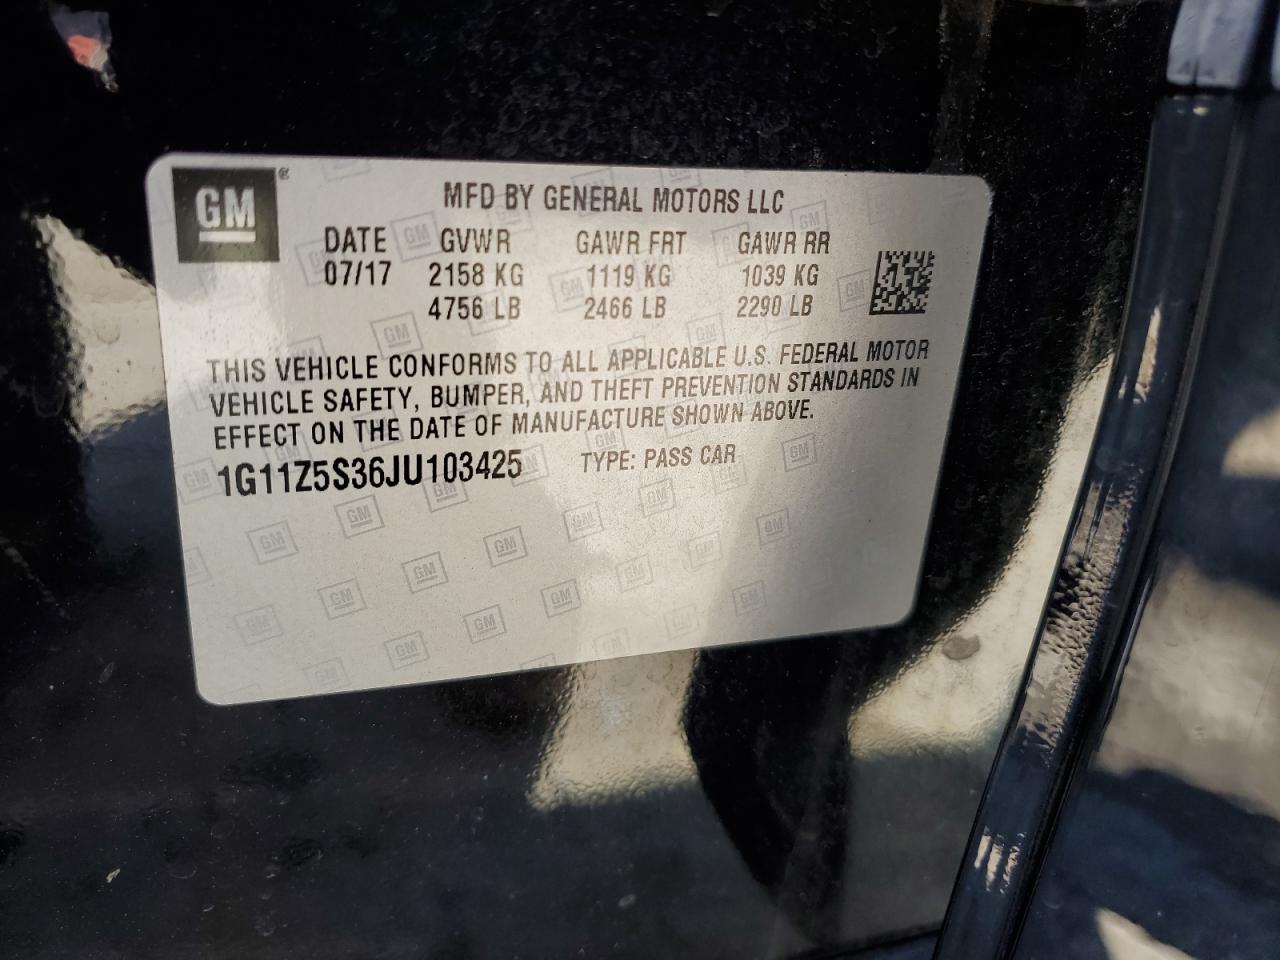 GM®
MFD BY GENERAL MOTORS LLC
DATE GVWR GAWR FRT GAWR RR
07/17 2158 KG 1119 KG 1039 KG
4756 LB 2466 LB 2290 LB
THIS VEHICLE CONFORMS TO ALL APPLICABLE U.S. FEDERAL MOTOR
VEHICLE SAFETY, BUMPER, AND THEFT PREVENTION STANDARDS IN
EFFECT ON THE DATE OF MANUFACTURE SHOWN ABOVE.
1G11Z5S36JU103425 TYPE: PASS CAR